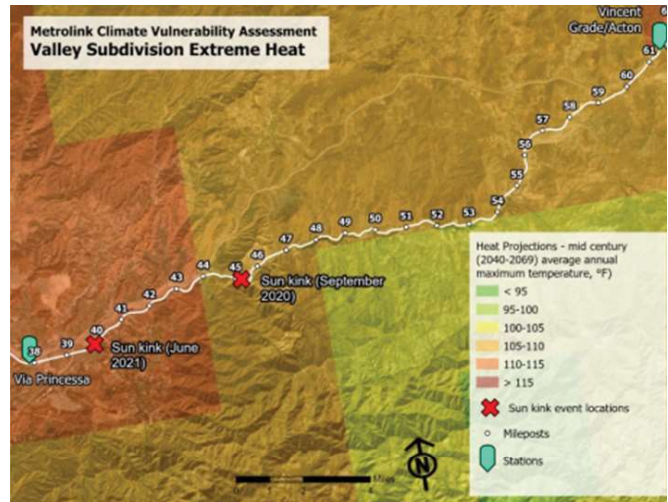 Metrolink Climate Vulnerability Assessment
Valley Subdivision Extreme Heat
Vincent
Grade/Acton
61
60
59
58
57
56
55
54
53
52
51
50
49
48
47
46
45
44
43
42
41
40
39
38
Sun kink (September
2020)
Sun kink (June
2021)
Via Princessa
Heat Projections - mid century
(2040-2069) average annual
maximum temperature, °F)
< 95
95-100
100-105
105-110
110-115
> 115
Sun kink event locations
Mileposts
Stations
N
Miles